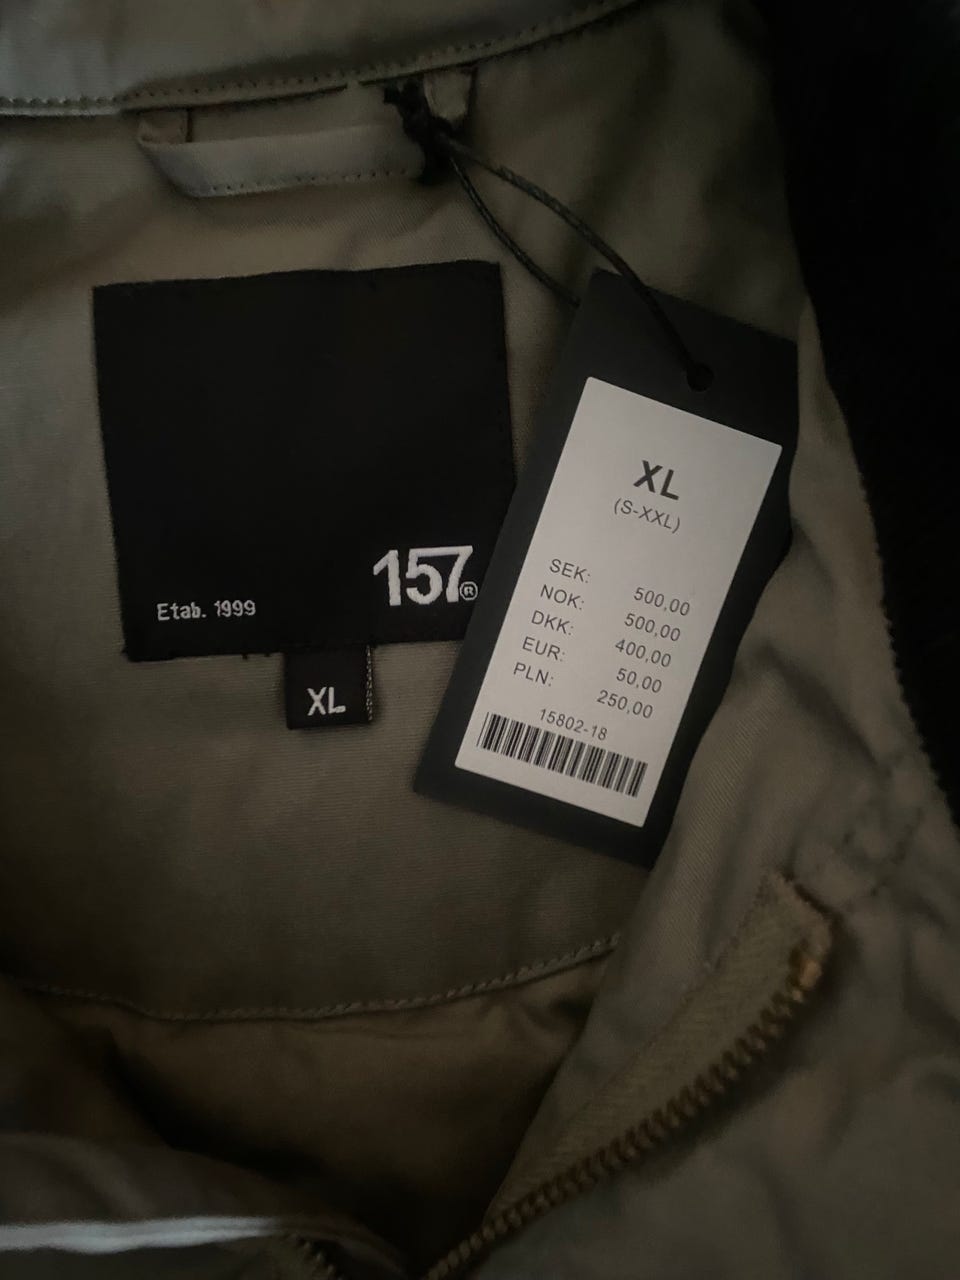 157®
Etab. 1999
XL
XL
(S-XXL)
SEK: 500,00
NOK: 500,00
DKK: 400,00
EUR: 50,00
PLN: 250,00
15802-18